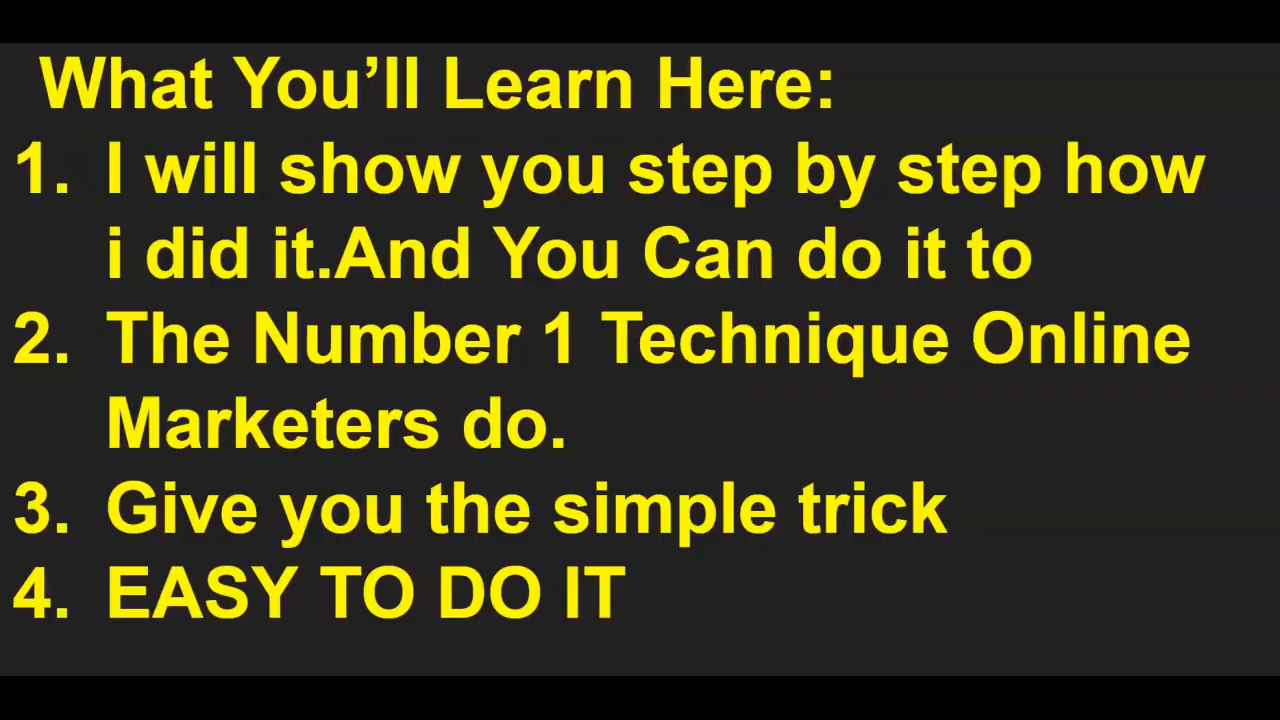 What You’ll Learn Here:
1. I will show you step by step how
i did it.And You Can do it to
2. The Number 1 Technique Online
Marketers do.
3. Give you the simple trick
4. EASY TO DO IT